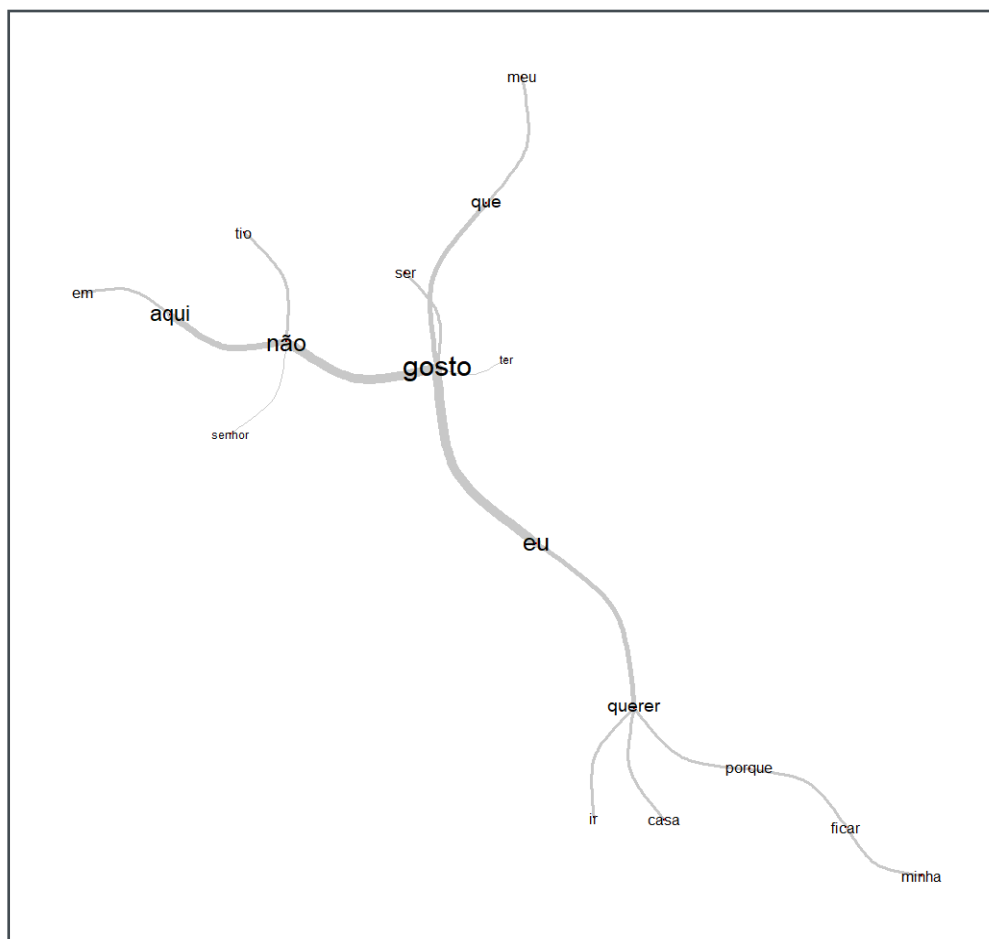 meu
que
tio
ser
em
aqui
não
gosto
ter
senhor
eu
querer
porque
ir
casa
ficar
minha